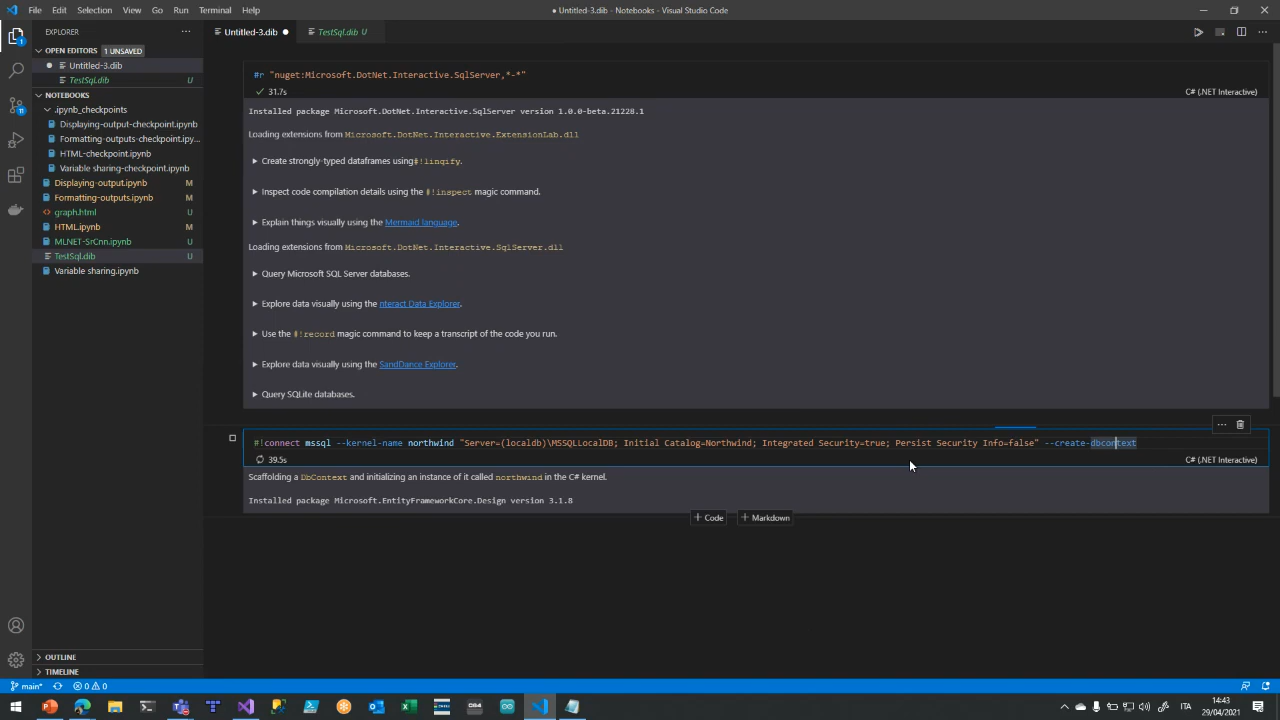 File Edit Selection View Go Run Terminal Help
● Untitled-3.dib - Notebooks - Visual Studio Code
EXPLORER
OPEN EDITORS 1 UNSAVED
Untitled-3.dib
TestSql.dib U
NOTEBOOKS
.ipynb_checkpoints
Displaying-output-checkpoint.ipynb
Formatting-outputs-checkpoint.ipy...
HTML-checkpoint.ipynb
Variable sharing-checkpoint.ipynb
Displaying-output.ipynb M
Formatting-outputs.ipynb M
graph.html U
HTML.ipynb M
MLNET-SrCnn.ipynb U
TestSql.dib U
Variable sharing.ipynb
OUTLINE
TIMELINE
Untitled-3.dib ● TestSql.dib U
#r "nuget:Microsoft.DotNet.Interactive.SqlServer,*-*"
31.7s C# (.NET Interactive)
Installed package Microsoft.DotNet.Interactive.SqlServer version 1.0.0-beta.21228.1
Loading extensions from Microsoft.DotNet.Interactive.ExtensionLab.dll
Create strongly-typed dataframes using#!linqify.
Inspect code compilation details using the #!inspect magic command.
Explain things visually using the Mermaid language.
Loading extensions from Microsoft.DotNet.Interactive.SqlServer.dll
Query Microsoft SQL Server databases.
Explore data visually using the nteract Data Explorer.
Use the #!record magic command to keep a transcript of the code you run.
Explore data visually using the SandDance Explorer.
Query SQLite databases.
#!connect mssql --kernel-name northwind "Server=(localdb)\MSSQLLocalDB; Initial Catalog=Northwind; Integrated Security=true; Persist Security Info=false" --create-dbcontext
39.5s C# (.NET Interactive)
Scaffolding a DbContext and initializing an instance of it called northwind in the C# kernel.
Installed package Microsoft.EntityFrameworkCore.Design version 3.1.8
+ Code + Markdown
main* 0 0
ITA
14:43
29/04/2021